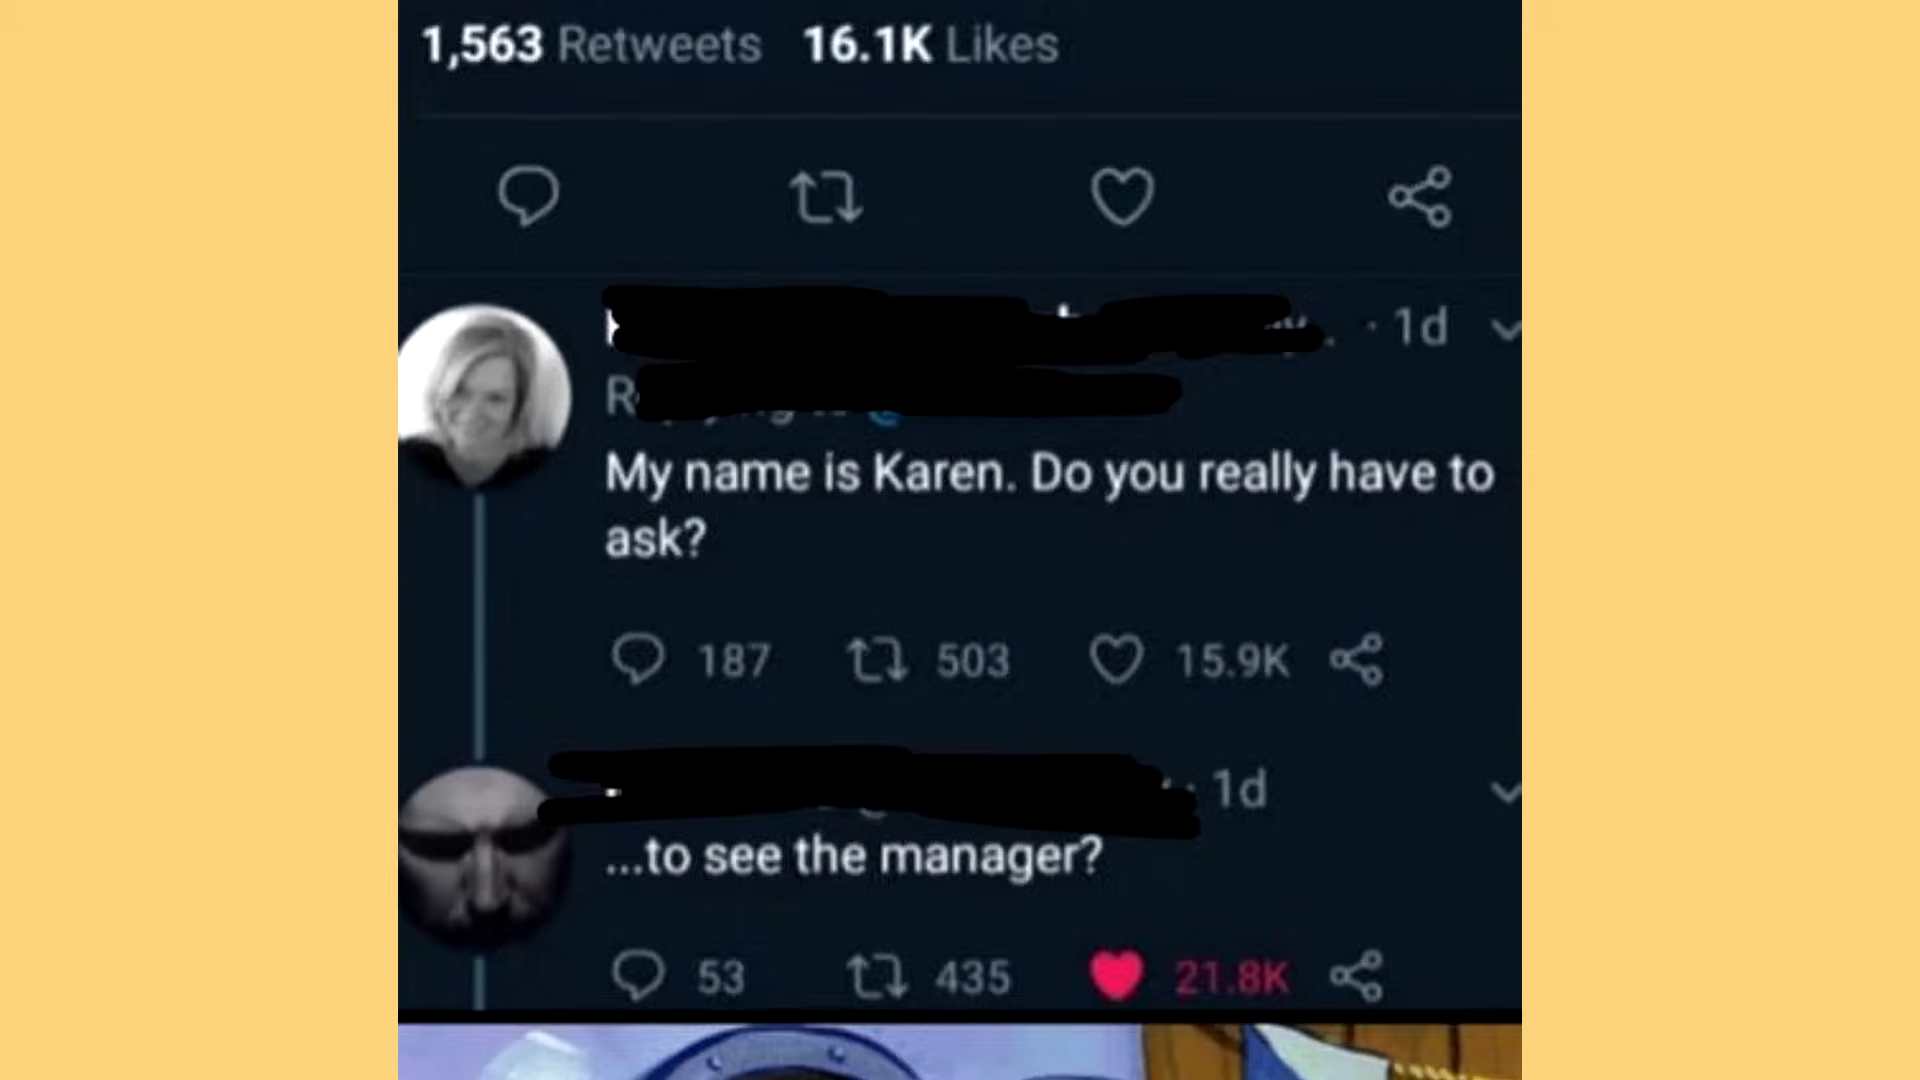 1,563 Retweets 16.1K Likes
· 1d
My name is Karen. Do you really have to
ask?
187 503 15.9K
· 1d
...to see the manager?
53 435 21.8K